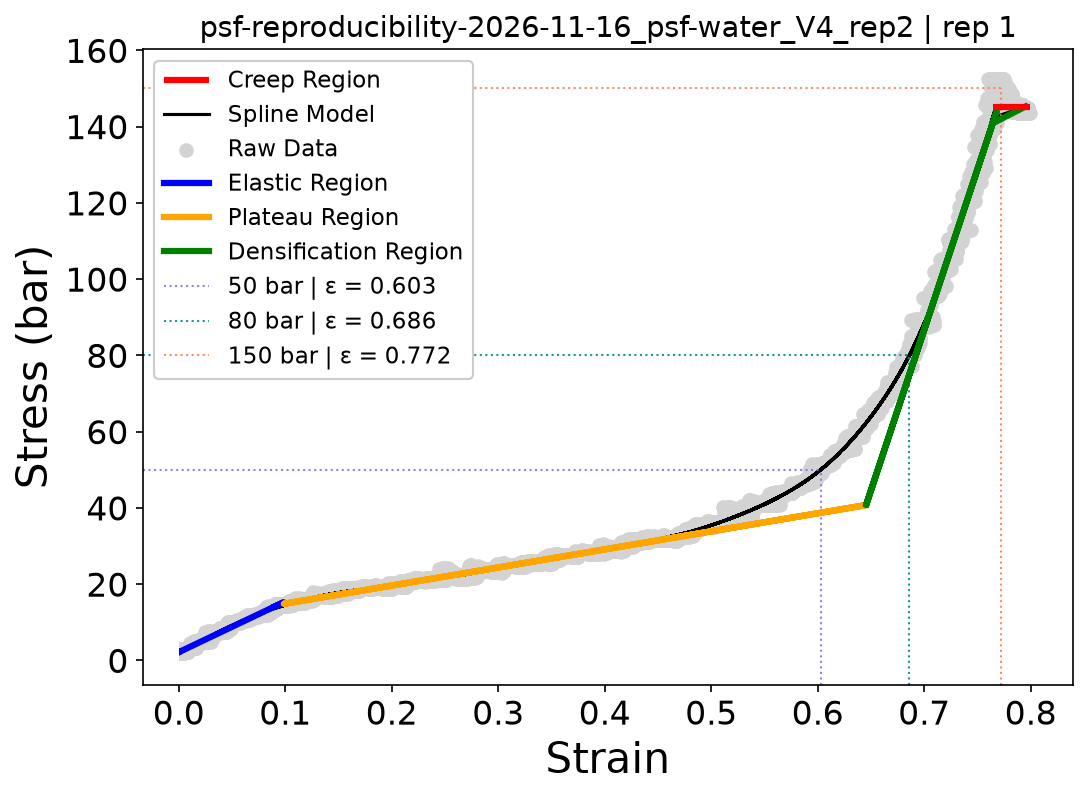 psf-reproducibility-2026-11-16_psf-water_V4_rep2 | rep 1
Creep Region
Spline Model
Raw Data
Elastic Region
Plateau Region
Densification Region
50 bar | ε = 0.603
80 bar | ε = 0.686
150 bar | ε = 0.772
Stress (bar)
160
140
120
100
80
60
40
20
0
0.0 0.1 0.2 0.3 0.4 0.5 0.6 0.7 0.8
Strain